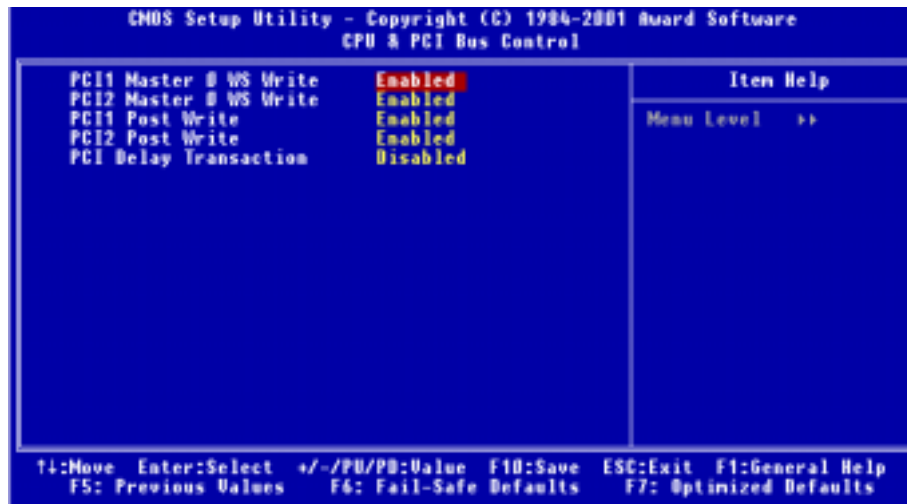 CMOS Setup Utility - Copyright (C) 1984-2001 Award Software
CPU & PCI Bus Control
PCI1 Master 0 WS Write Enabled
PCI2 Master 0 WS Write Enabled
PCI1 Post Write Enabled
PCI2 Post Write Enabled
PCI Delay Transaction Disabled
Item Help
Menu Level ▸▸
↑↓:Move Enter:Select +/-/PU/PD:Value F10:Save ESC:Exit F1:General Help
F5: Previous Values F6: Fail-Safe Defaults F7: Optimized Defaults